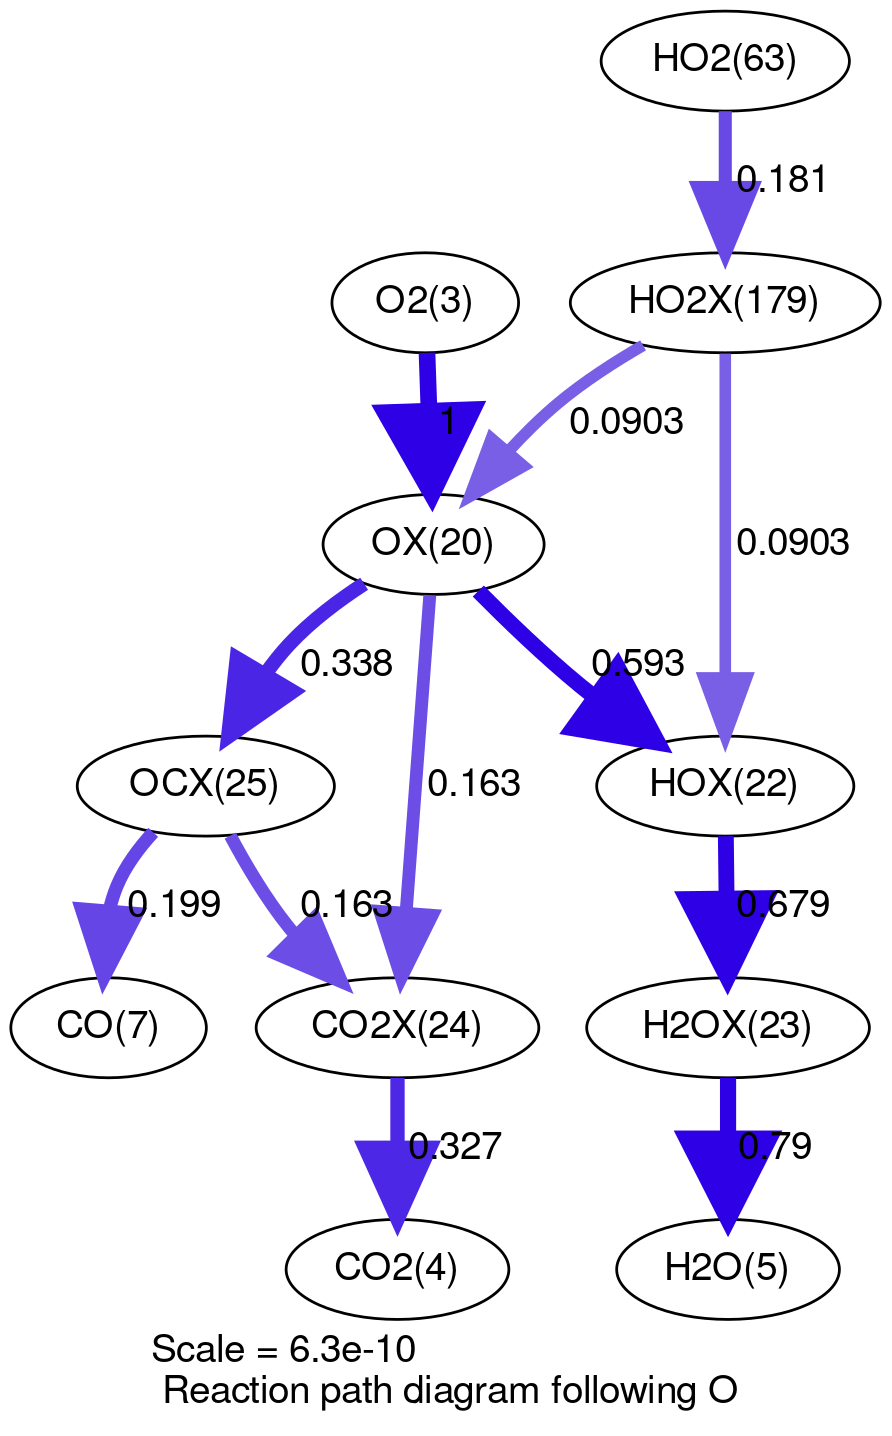 HO2(63)
0.181
O2(3)
HO2X(179)
1
0.0903
OX(20)
0.0903
0.338
0.593
0.163
OCX(25)
HOX(22)
0.199
0.163
0.679
CO(7)
CO2X(24)
H2OX(23)
0.327
0.79
CO2(4)
H2O(5)
Scale = 6.3e-10
Reaction path diagram following O